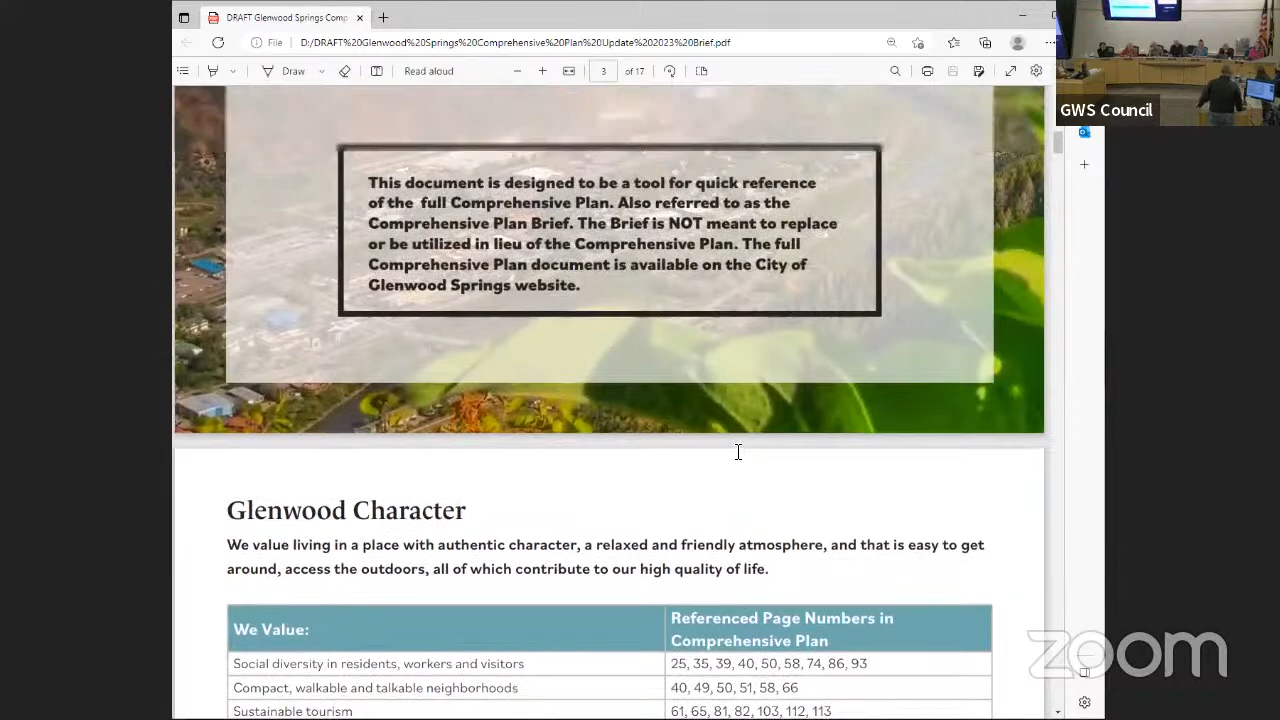 DRAFT Glenwood Springs Comp
File
D:/DRAFT%20Glenwood%20Springs%20Comprehensive%20Plan%20Update%202023%20Brief.pdf
Draw
Read aloud
3
of 17
GWS Council
This document is designed to be a tool for quick reference
of the full Comprehensive Plan. Also referred to as the
Comprehensive Plan Brief. The Brief is NOT meant to replace
or be utilized in lieu of the Comprehensive Plan. The full
Comprehensive Plan document is available on the City of
Glenwood Springs website.
Glenwood Character
We value living in a place with authentic character, a relaxed and friendly atmosphere, and that is easy to get
around, access the outdoors, all of which contribute to our high quality of life.
We Value:
Referenced Page Numbers in
Comprehensive Plan
Social diversity in residents, workers and visitors
25, 35, 39, 40, 50, 58, 74, 86, 93
Compact, walkable and talkable neighborhoods
40, 49, 50, 51, 58, 66
Sustainable tourism
61, 65, 81, 82, 103, 112, 113
zoom